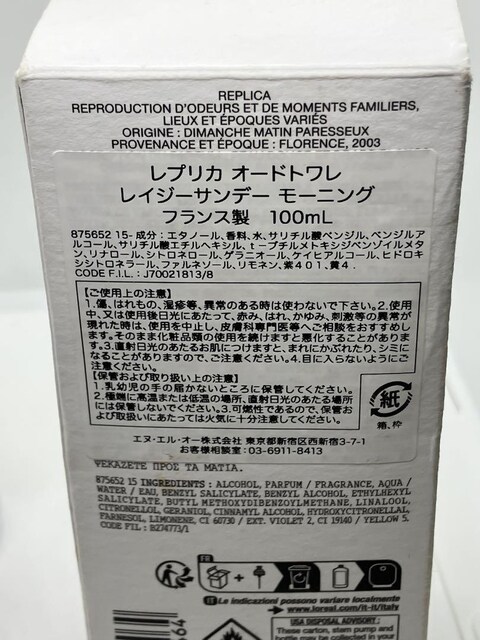 REPLICA
REPRODUCTION D'ODEURS ET DE MOMENTS FAMILIERS,
LIEUX ET ÉPOQUES VARIÉS
ORIGINE : DIMANCHE MATIN PARESSEUX
PROVENANCE ET ÉPOQUE : FLORENCE, 2003
レプリカ オードトワレ
レイジーサンデー モーニング
フランス製 100mL
875652 15- 成分：エタノール、香料、水、サリチル酸ベンジル、ベンジルア
ルコール、サリチル酸エチルヘキシル、t－ブチルメトキシジベンゾイルメタ
ン、リナロール、シトロネロール、ゲラニオール、ケイヒアルコール、ヒドロキ
シシトロネラール、ファルネソール、リモネン、紫４０１、黄４．
CODE F.I.L. : J70021813/8
【ご使用上の注意】
1.傷、はれもの、湿疹等、異常のある時は使わないで下さい。2.使用
中、又は使用後日光にあたって、赤み、はれ、かゆみ、刺激等の異常が
現れた時は、使用を中止し、皮膚科専門医等へご相談をおすすめしま
す。そのまま化粧品類の使用を続けますと悪化することがありま
す。3.直射日光のあたるお肌につけますと、まれにかぶれたり、シミに
なることがありますので、ご注意ください。4.目に入らないようにご
注意ください。
【保管および取り扱い上の注意】
1.乳幼児の手の届かないところに保管してください。
2.極端に高温または低温の場所、直射日光のあたる場所
には保管しないでください。3.可燃性であるので、保管お
よび取扱いにあたっては火気に十分注意してください。
紙
箱、枠
エヌ・エル・オー株式会社 東京都新宿区西新宿3-7-1
お客様相談室 03-6911-8413
ΨΕΚΑΖΕΤΕ ΠΡΟΣ ΤΑ ΜΑΤΙΑ.
875652 15 INGREDIENTS : ALCOHOL, PARFUM / FRAGRANCE, AQUA /
WATER / EAU, BENZYL SALICYLATE, BENZYL ALCOHOL, ETHYLHEXYL
SALICYLATE, BUTYL METHOXYDIBENZOYLMETHANE, LINALOOL,
CITRONELLOL, GERANIOL, CINNAMYL ALCOHOL, HYDROXYCITRONELLAL,
FARNESOL, LIMONENE, CI 60730 / EXT. VIOLET 2, CI 19140 / YELLOW 5.
CODE FIL : B274773/1
FR
IT Le indicazioni possono variare localmente
www.loreal.com/it-it/italy
USA DISPOSAL ADVISORY :
These carton, stem pump and